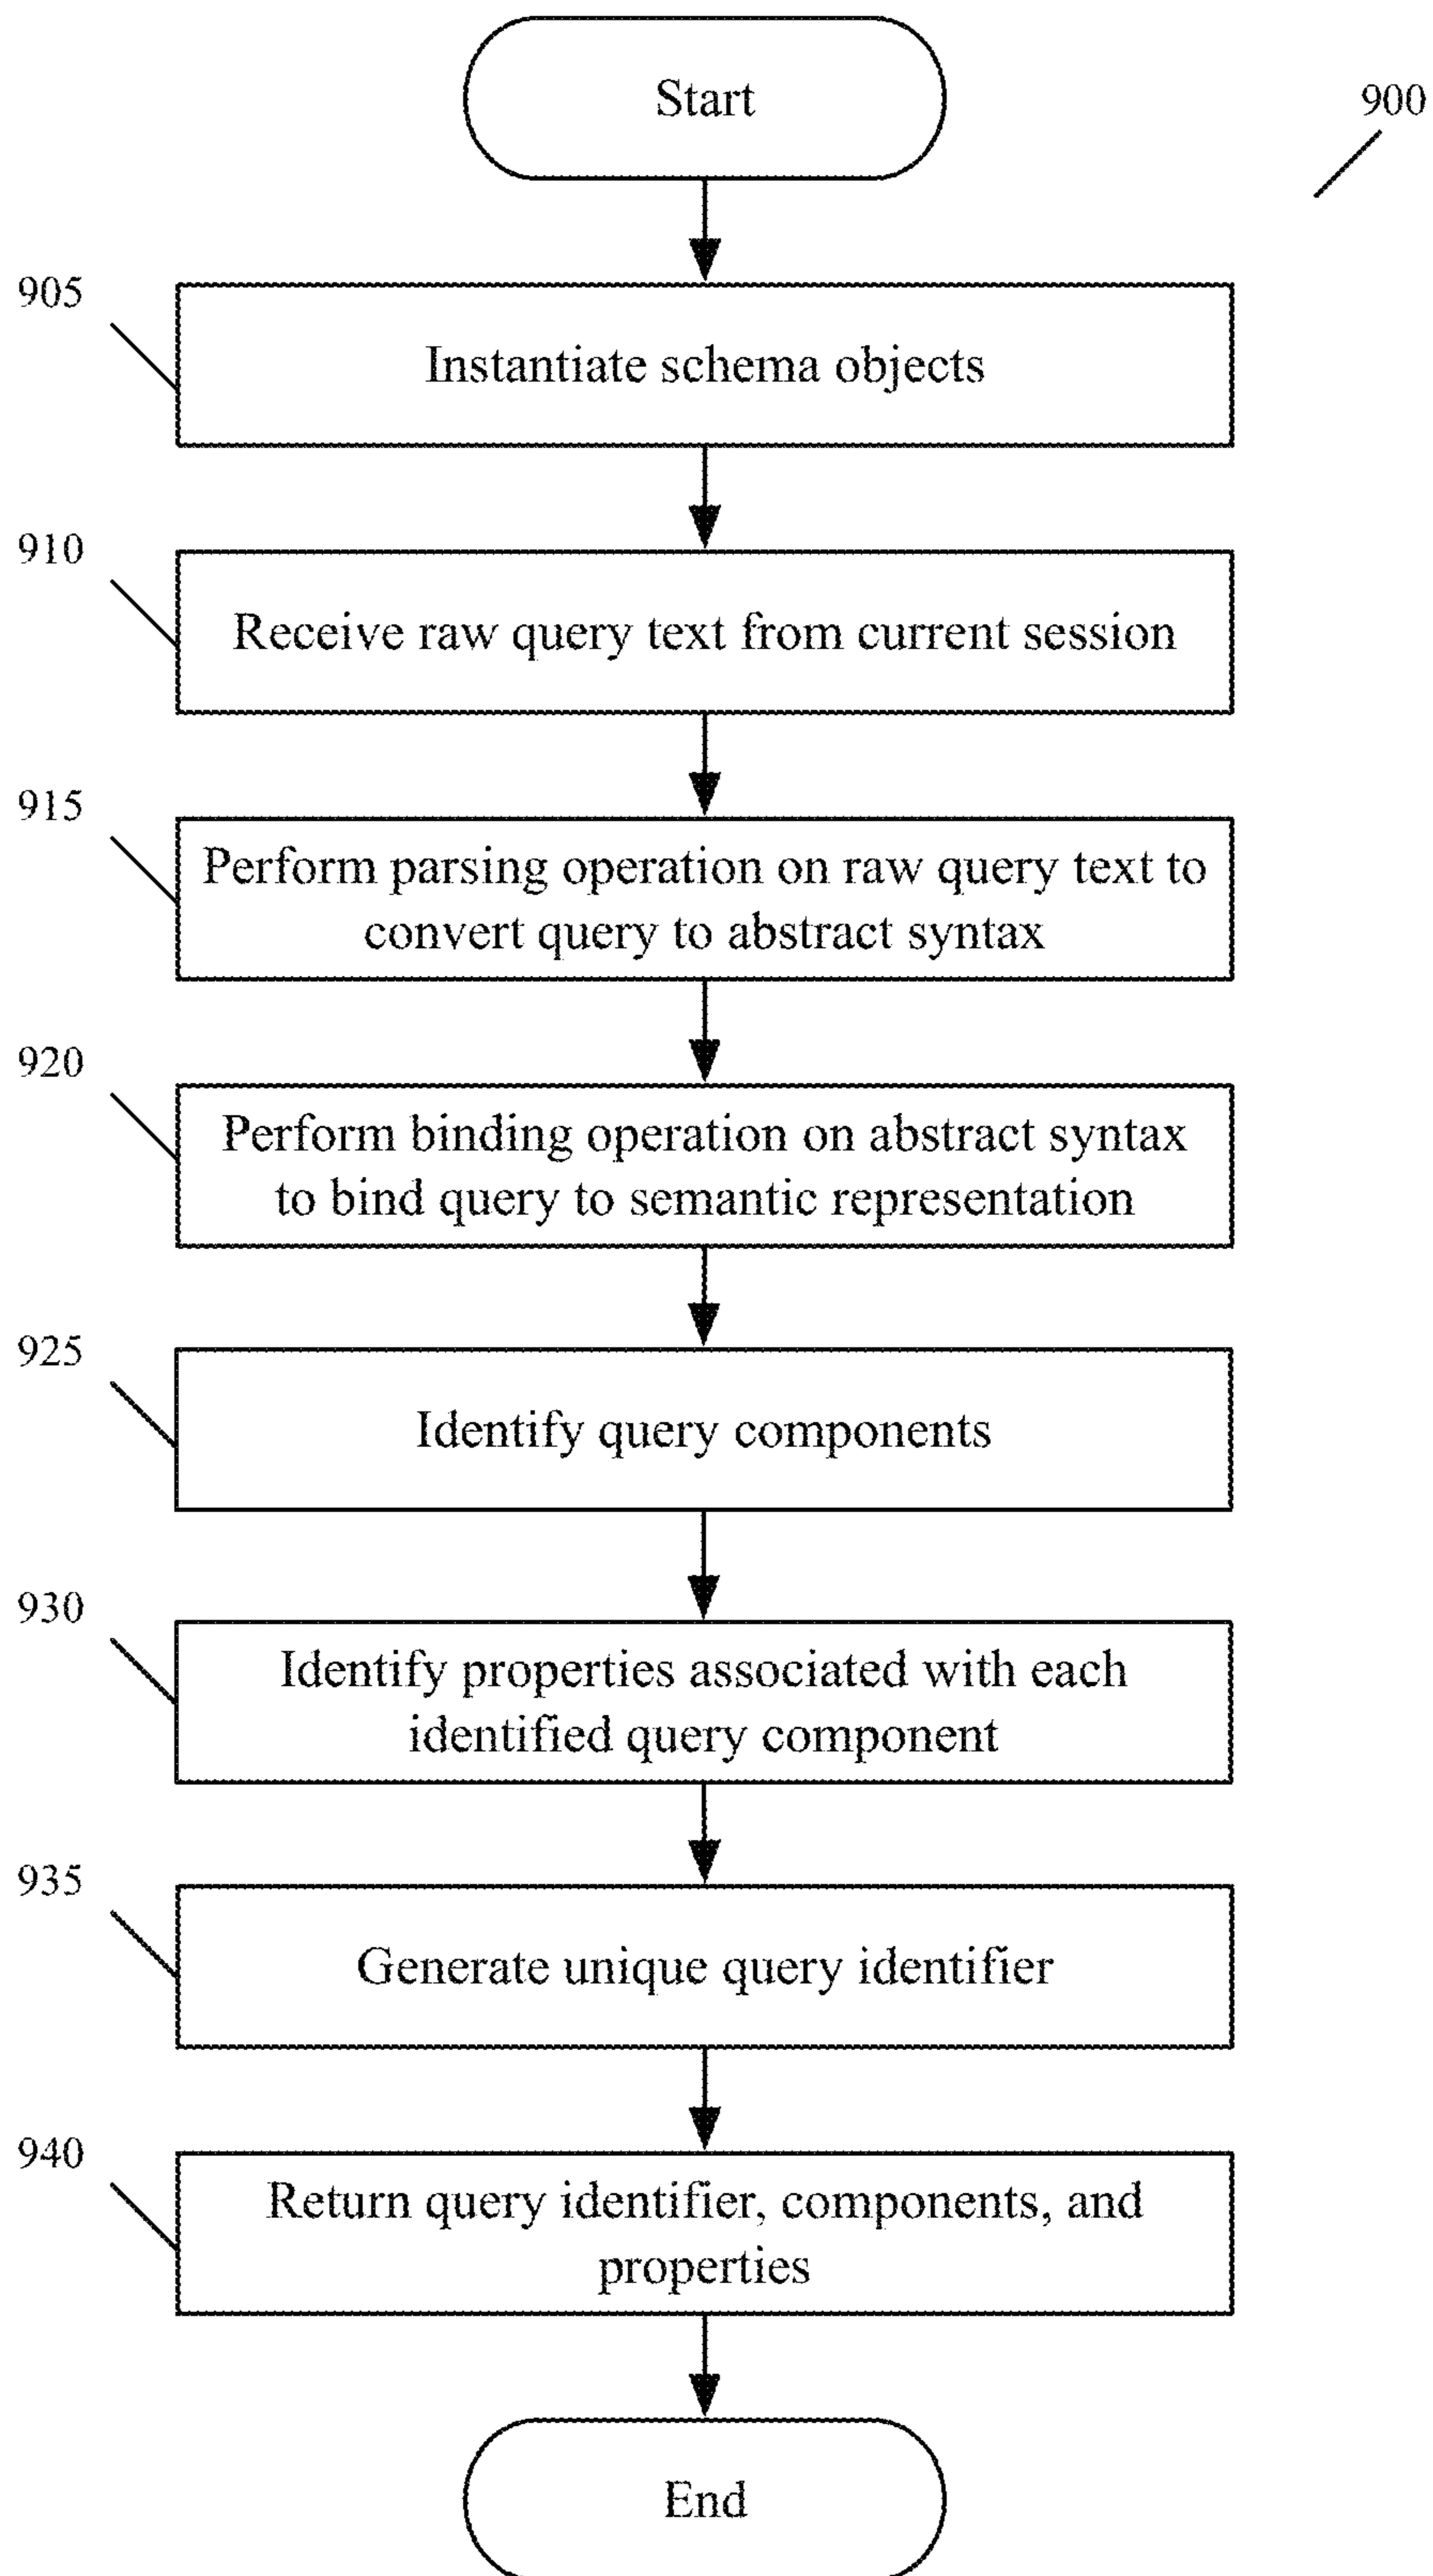 Start
900
905
Instantiate schema objects
910
Receive raw query text from current session
915
Perform parsing operation on raw query text to
convert query to abstract syntax
920
Perform binding operation on abstract syntax
to bind query to semantic representation
925
Identify query components
930
Identify properties associated with each
identified query component
935
Generate unique query identifier
940
Return query identifier, components, and
properties
End